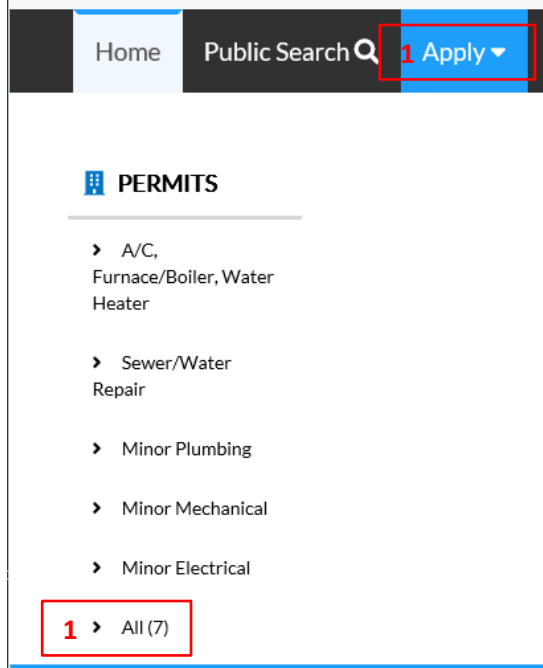 Home Public Search 1 Apply
PERMITS
A/C,
Furnace/Boiler, Water
Heater
Sewer/Water
Repair
Minor Plumbing
Minor Mechanical
Minor Electrical
1 All (7)